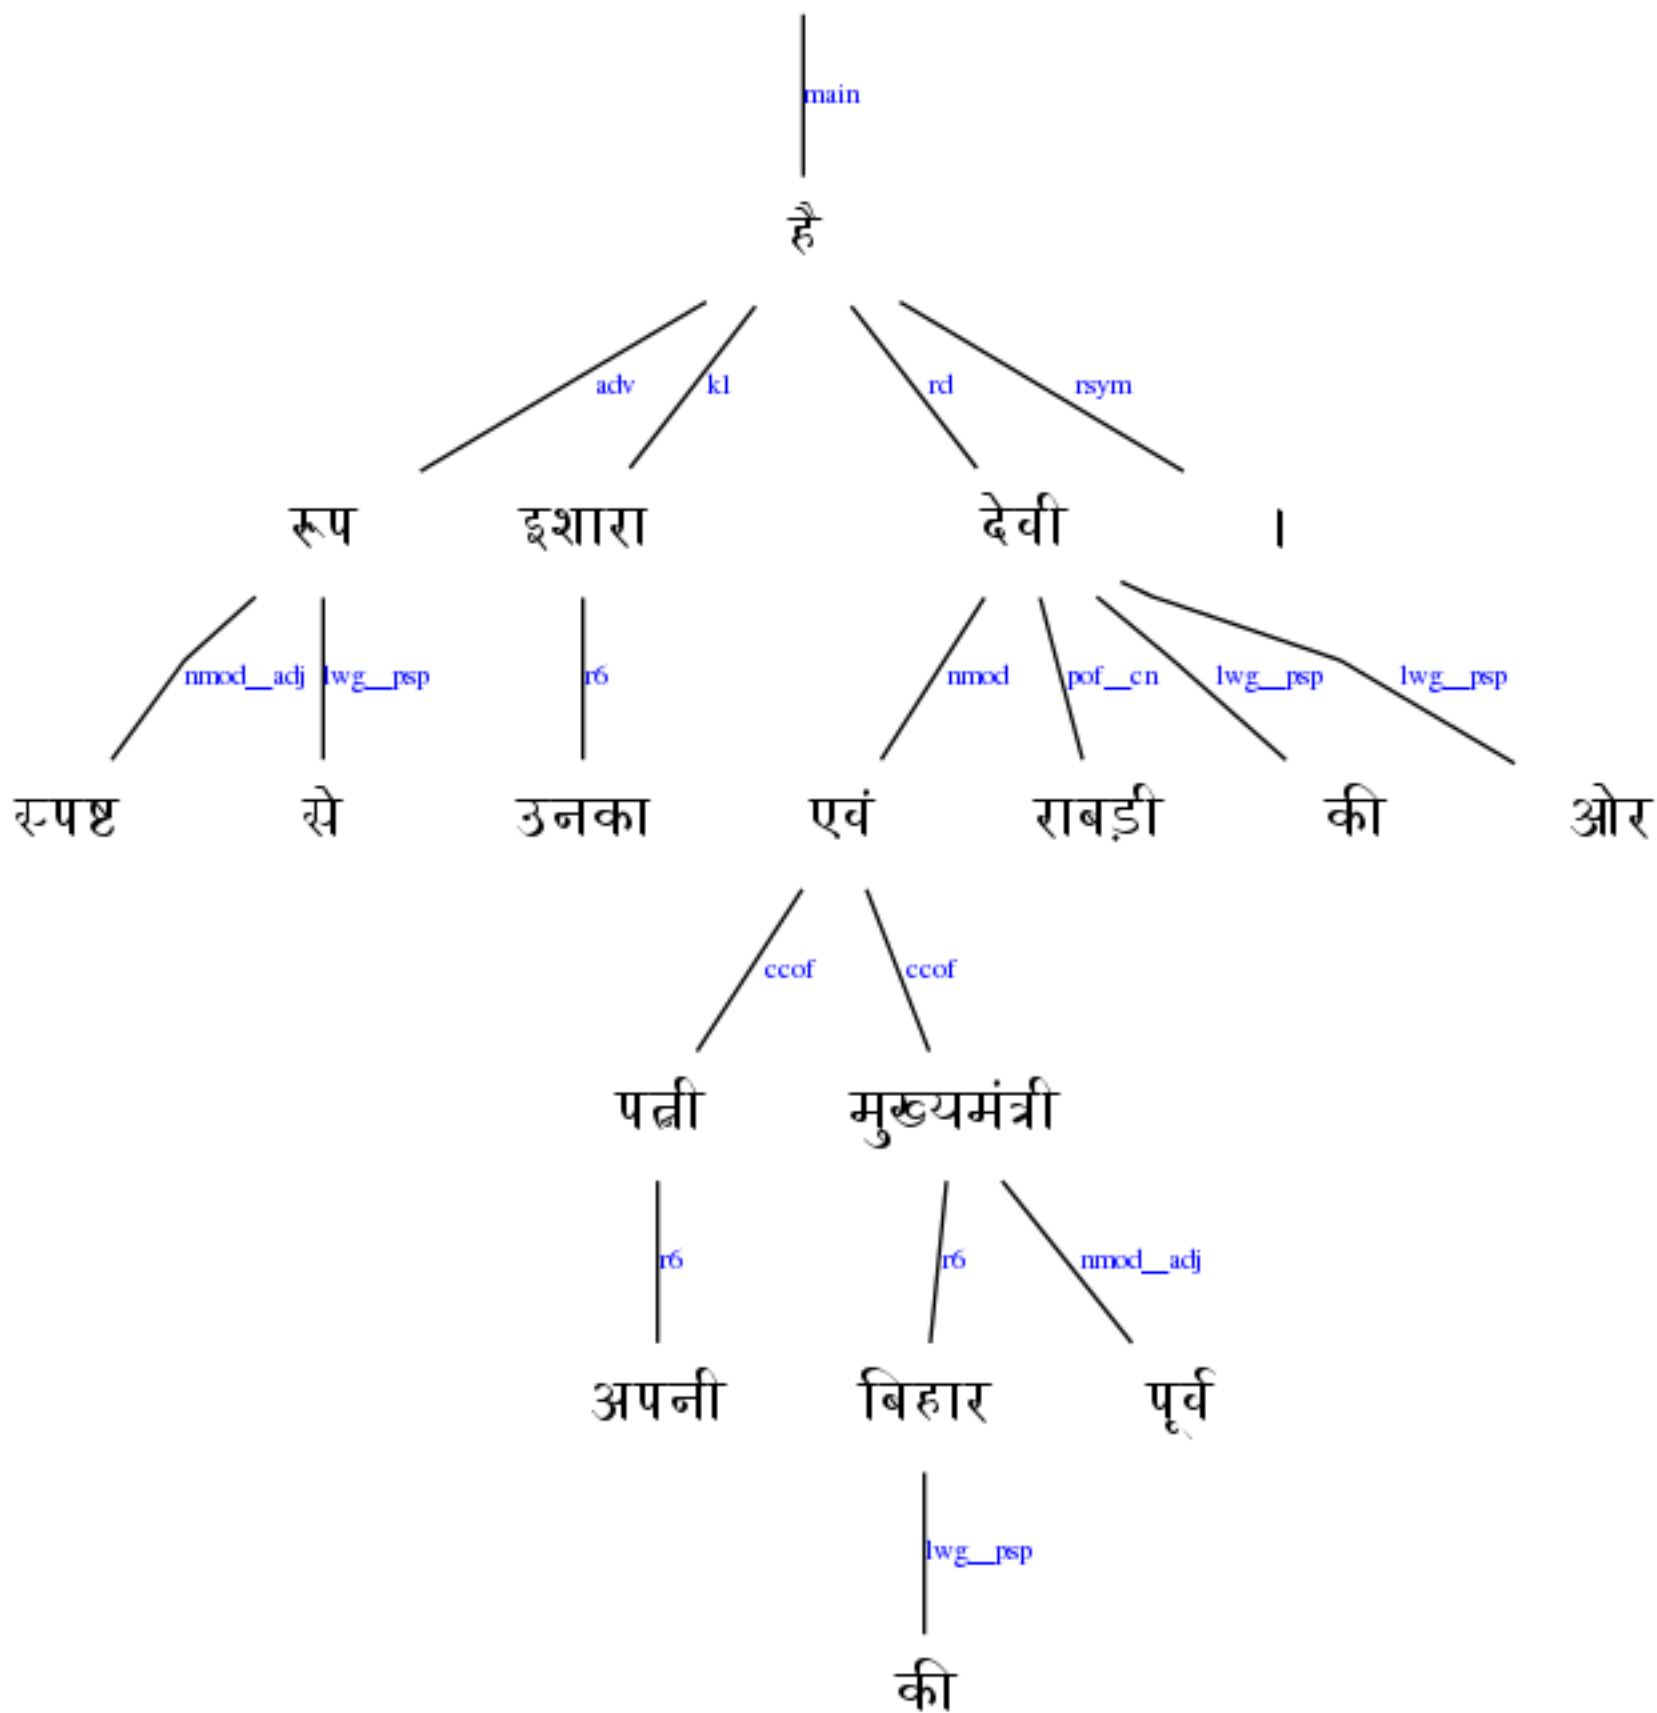 main
है
adv k1 rd rsym
रूप इशारा देवी ।
nmod__adj lwg__psp r6 nmod pof__cn lwg__psp lwg__psp
स्पष्ट से उनका एवं राबड़ी की ओर
ccof ccof
पत्नी मुख्यमंत्री
r6 r6 nmod__adj
अपनी बिहार पूर्व
lwg__psp
की